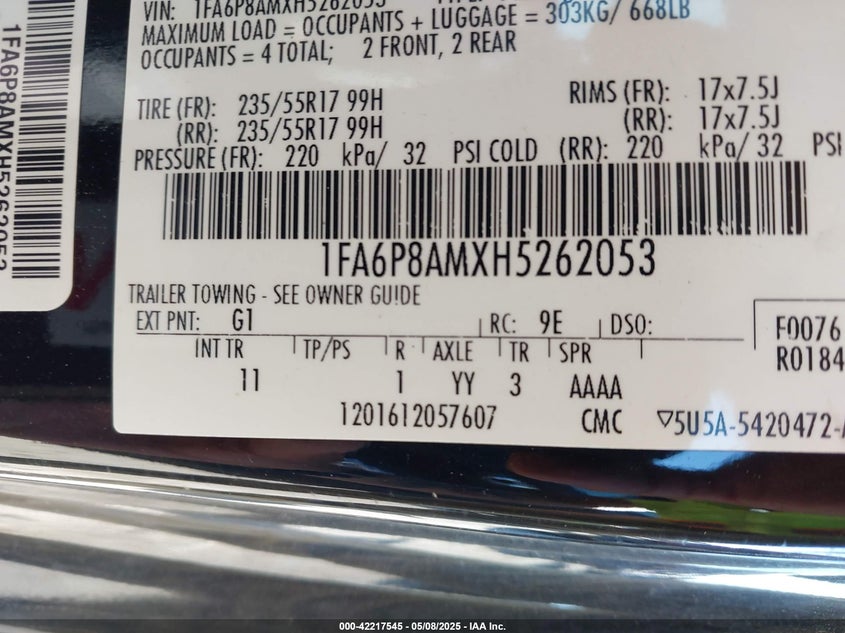 1FA6P8AMXH5262053
VIN: 1FA6P8AMXH5262053
MAXIMUM LOAD = OCCUPANTS + LUGGAGE = 303KG/ 668LB
OCCUPANTS = 4 TOTAL; 2 FRONT, 2 REAR
TIRE (FR): 235/55R17 99H RIMS (FR): 17x7.5J
(RR): 235/55R17 99H (RR): 17x7.5J
PRESSURE (FR): 220 kPa/ 32 PSI COLD (RR): 220 kPa/ 32 PSI
1FA6P8AMXH5262053
TRAILER TOWING - SEE OWNER GUIDE
EXT PNT: G1 RC: 9E DSO:
F0076
R0184
INT TR TP/PS R AXLE TR SPR
11 1 YY 3 AAAA
1201612057607 CMC ▽5U5A-5420472-
000-42217545 - 05/08/2025 - IAA Inc.